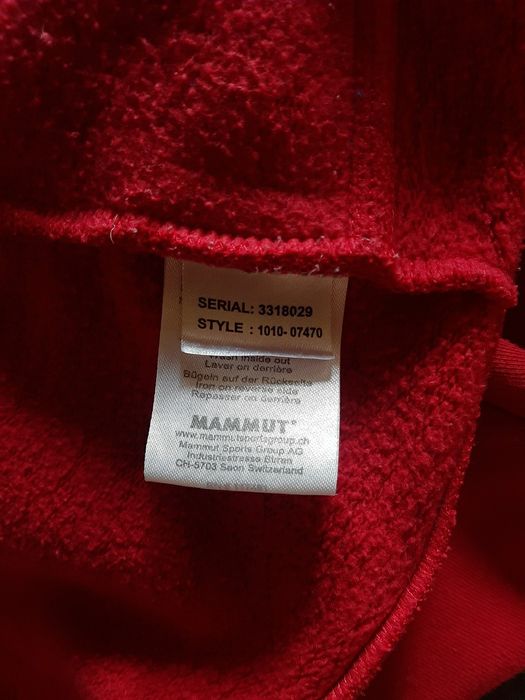 SERIAL: 3318029
STYLE : 1010-07470
Wash inside out
Laver on derrière
Bügeln auf der Rückseite
Iron on reverse side
Repasser on derrière
MAMMUT®
www.mammutsportsgroup.ch
Mammut Sports Group AG
Industriestrasse Birren
CH-5703 Seon Switzerland